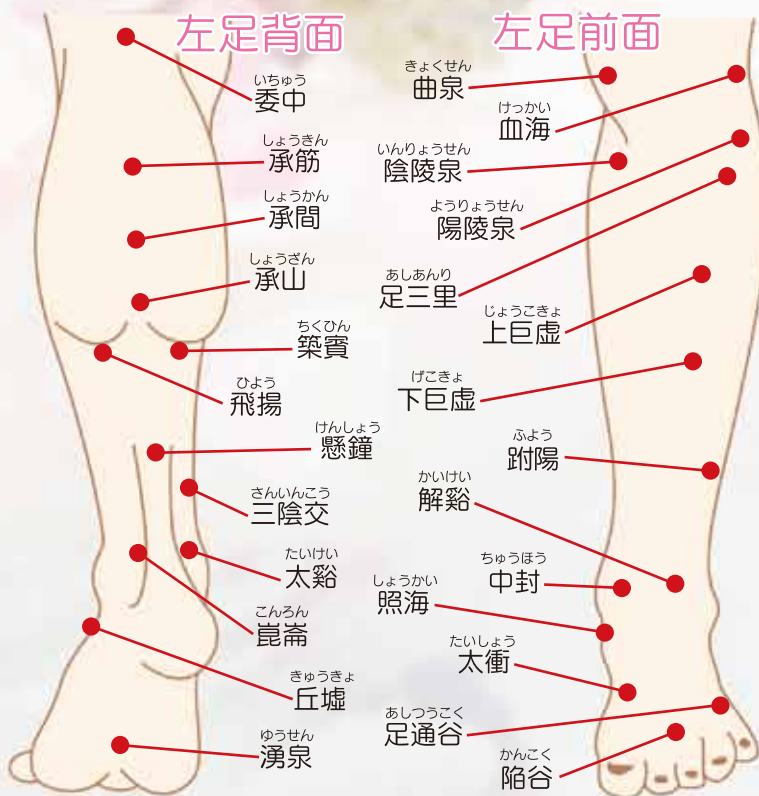 左足背面
いちゅう
委中
しょうきん
承筋
しょうかん
承間
しょうざん
承山
ちくひん
築賓
ひよう
飛揚
けんしょう
懸鐘
さんいんこう
三陰交
たいけい
太谿
こんろん
崑崙
きゅうきょ
丘墟
ゆうせん
湧泉
左足前面
きょくせん
曲泉
けっかい
血海
いんりょうせん
陰陵泉
ようりょうせん
陽陵泉
あしあんり
足三里
じょうこきょ
上巨虚
げこきょ
下巨虚
ふよう
跗陽
かいけい
解谿
ちゅうほう
中封
しょうかい
照海
たいしょう
太衝
あしつうこく
足通谷
かんこく
陥谷